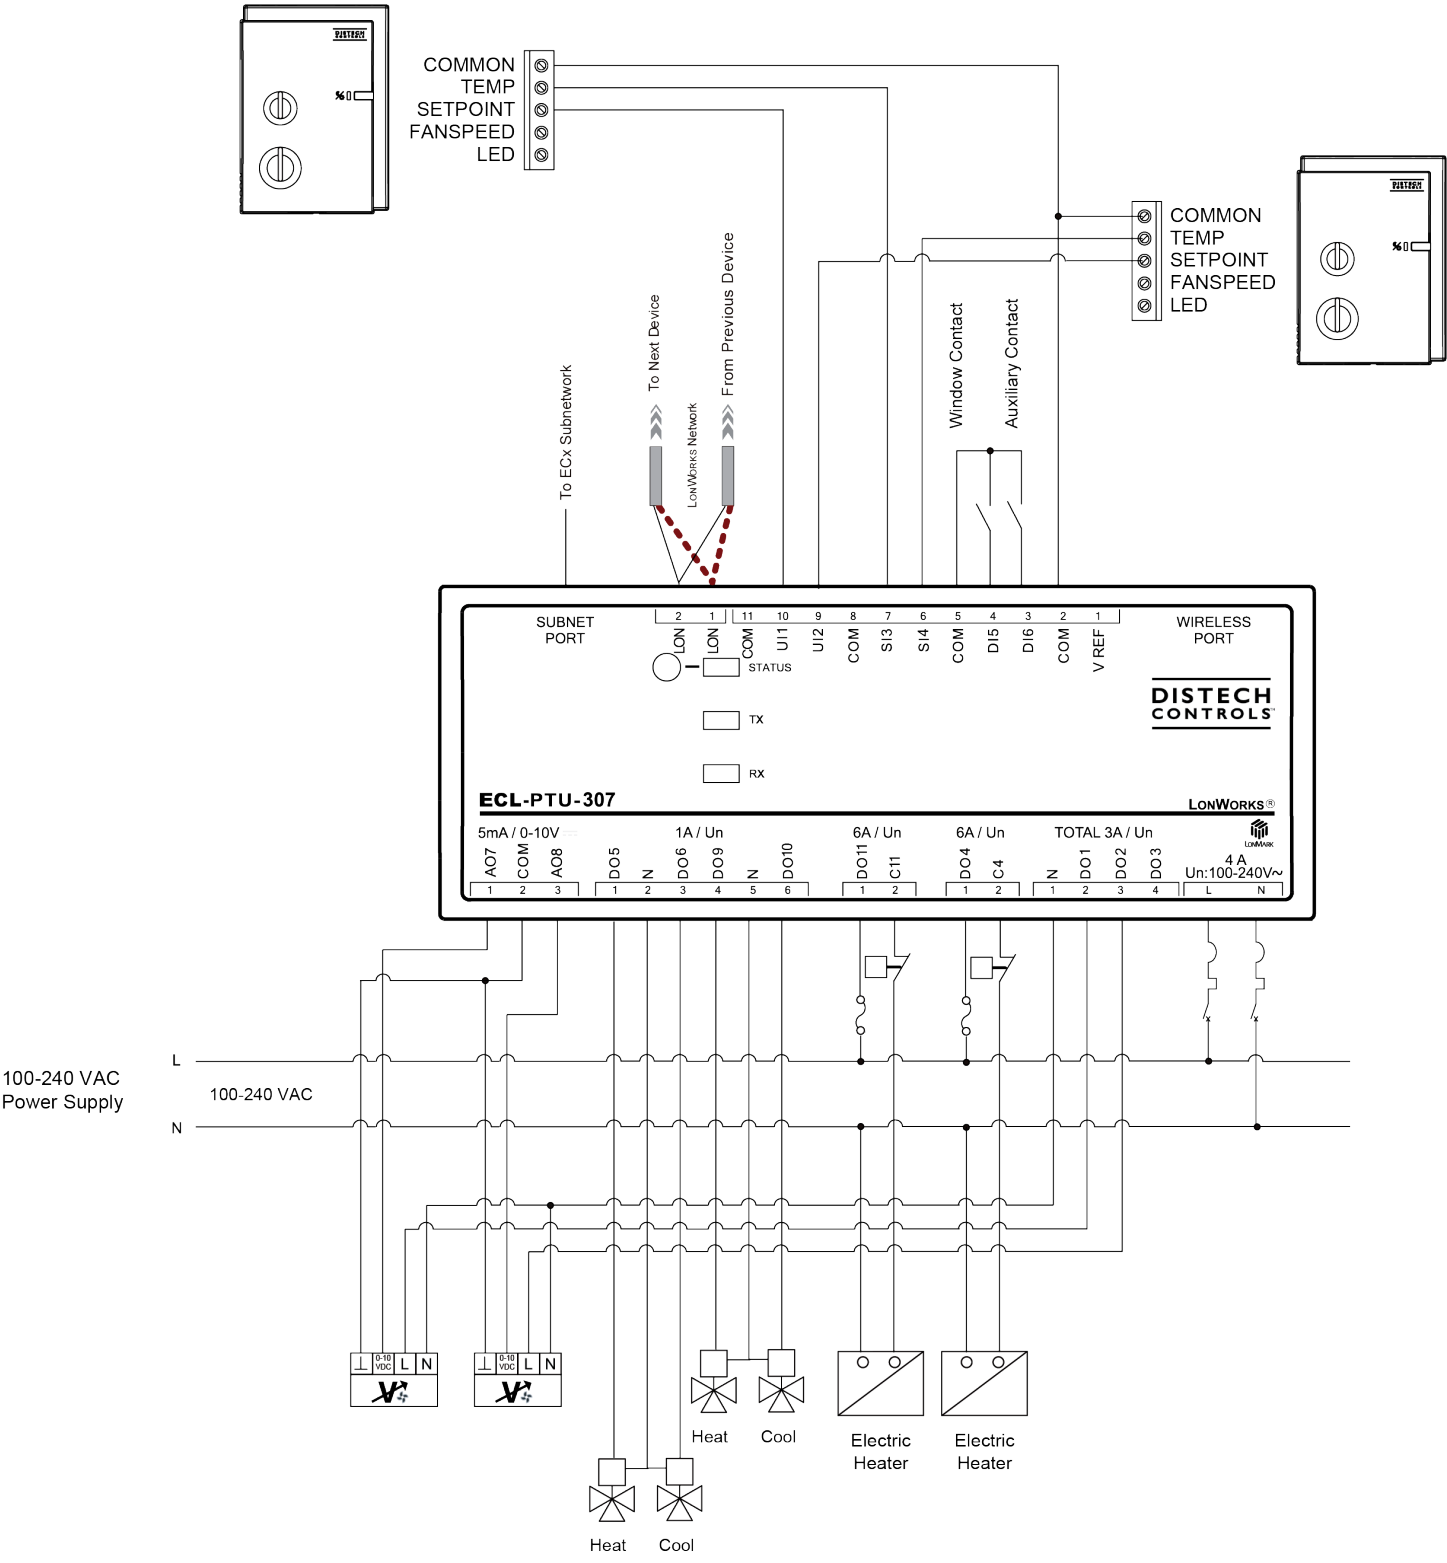 DISTECH
CONTROLS
%
COMMON
TEMP
SETPOINT
FANSPEED
LED
DISTECH
CONTROLS
%
COMMON
TEMP
SETPOINT
FANSPEED
LED
To ECx Subnetwork
To Next Device
LONWORKS Network
From Previous Device
Window Contact
Auxiliary Contact
SUBNET
PORT
2 1 11 10 9 8 7 6 5 4 3 2 1
LON LON COM UI1 UI2 COM SI3 SI4 COM DI5 DI6 COM V REF
WIRELESS
PORT
STATUS
TX
RX
DISTECH
CONTROLS™
ECL-PTU-307
LONWORKS®
LONMARK
5mA / 0-10V
1A / Un
6A / Un
6A / Un
TOTAL 3A / Un
4 A
Un:100-240V~
AO7 COM AO8 DO5 N DO6 DO9 N DO10 DO11 C11 DO4 C4 N DO1 DO2 DO3
1 2 3 1 2 3 4 5 6 1 2 1 2 1 2 3 4 L N
L
100-240 VAC
Power Supply
100-240 VAC
N
⊥ 0-10 VDC L N
V
⊥ 0-10 VDC L N
V
Heat
Cool
Electric
Heater
Electric
Heater
Heat
Cool